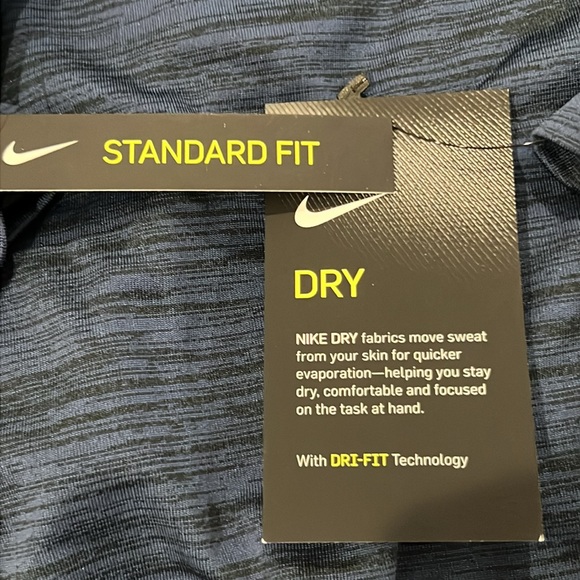 STANDARD FIT
DRY
NIKE DRY fabrics move sweat
from your skin for quicker
evaporation—helping you stay
dry, comfortable and focused
on the task at hand.
With DRI-FIT Technology